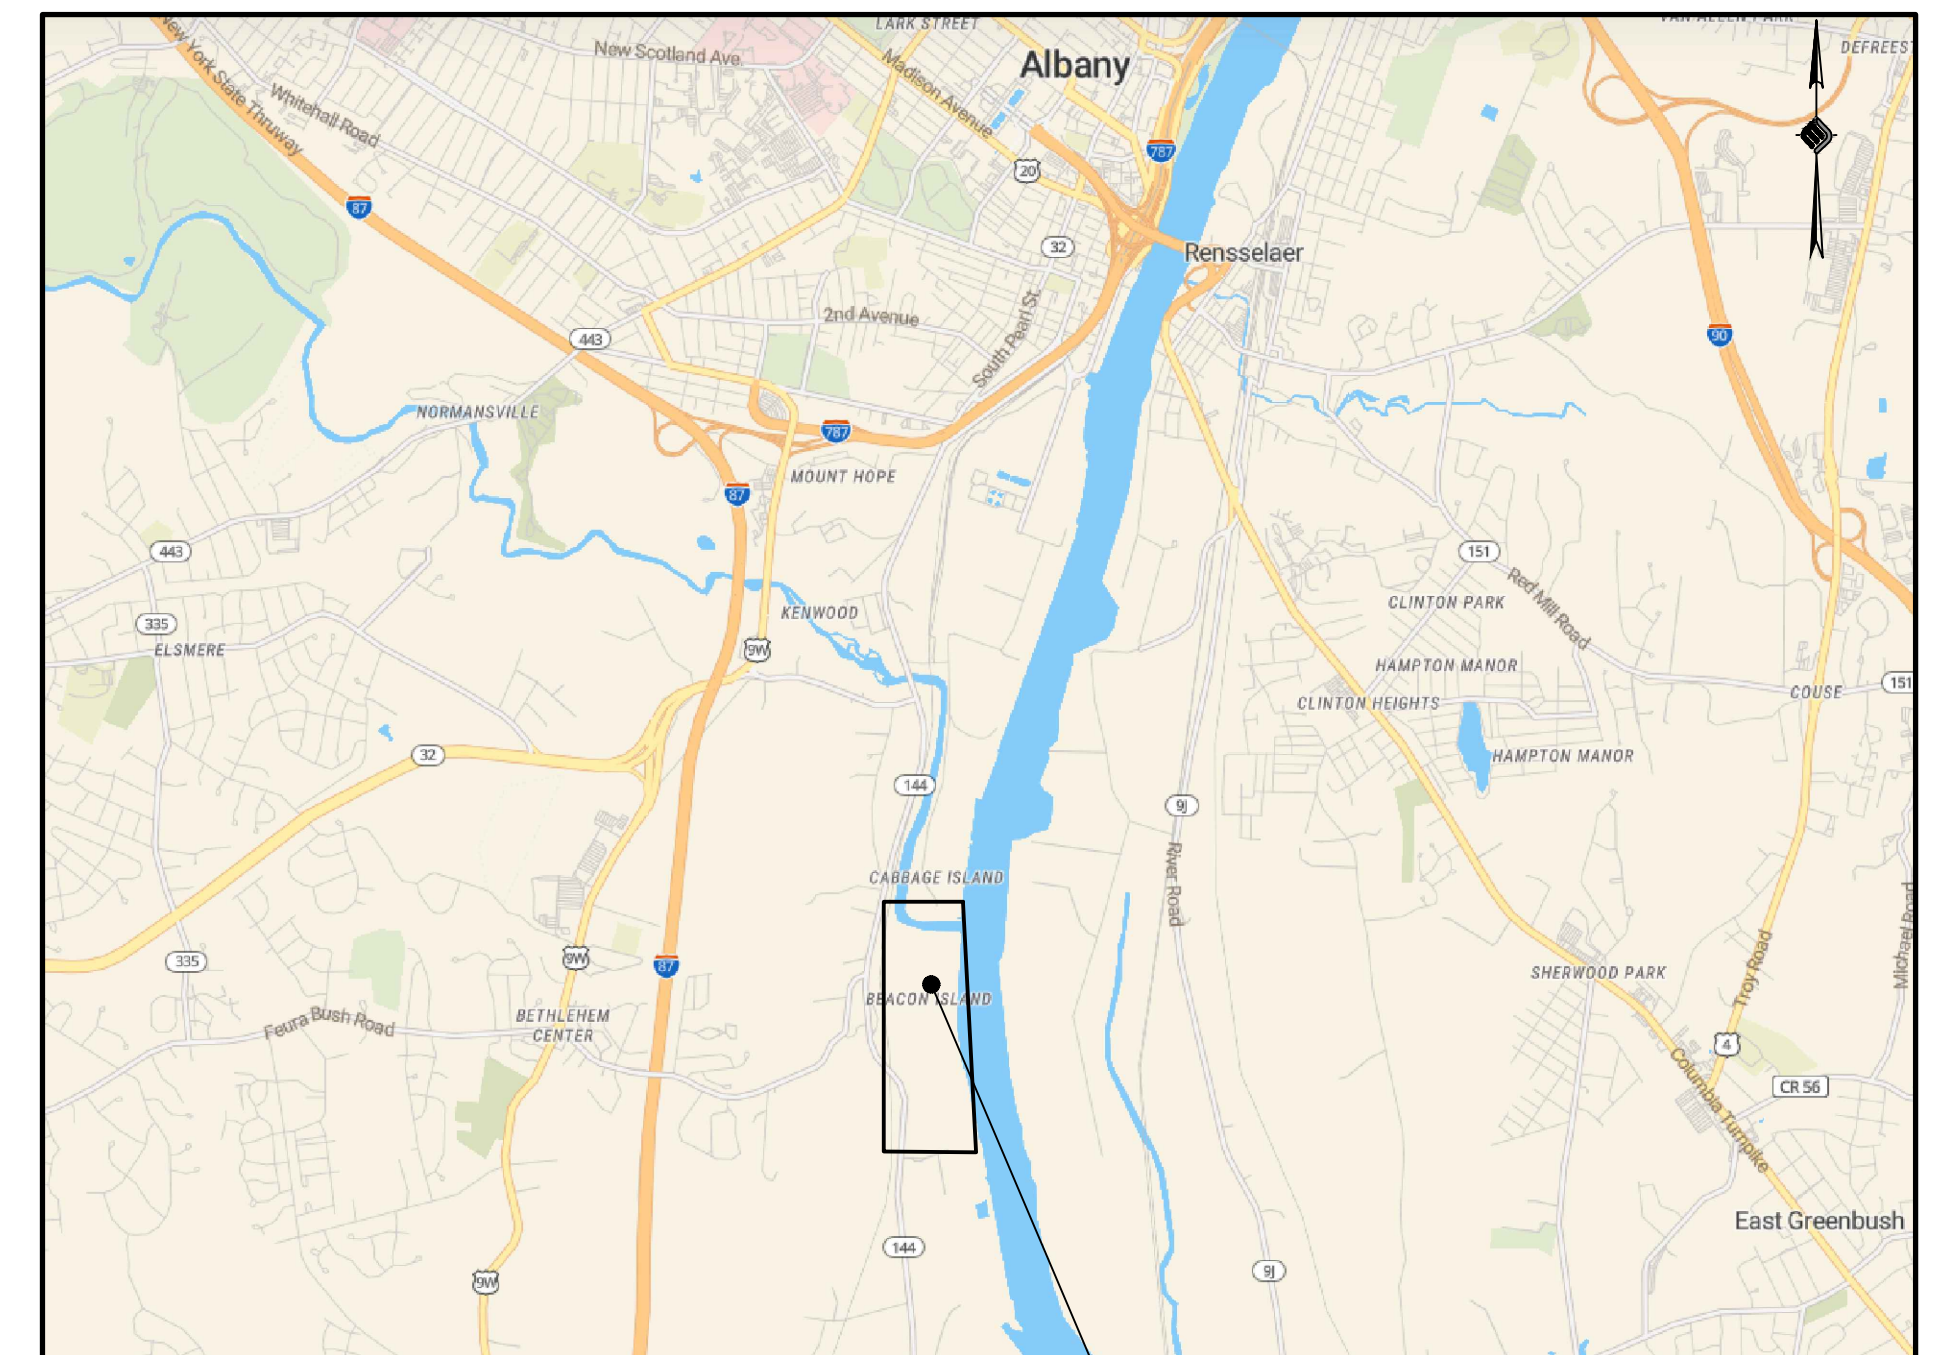 LARK STREET
Albany
New Scotland Ave.
Madison Avenue
New York State Thruway
Whitehall Road
787
20
87
32
Rensselaer
2nd Avenue
South Pearl St.
443
90
NORMANSVILLE
787
MOUNT HOPE
87
443
151
Red Mill Road
CLINTON PARK
KENWOOD
335
ELSMERE
9W
HAMPTON MANOR
CLINTON HEIGHTS
COUSE
151
32
HAMPTON MANOR
144
9J
River Road
CABBAGE ISLAND
Michael Road
335
9W
87
SHERWOOD PARK
Troy Road
BEACON ISLAND
Feura Bush Road
BETHLEHEM
CENTER
4
CR 56
Columbia Turnpike
East Greenbush
144
9J
9W